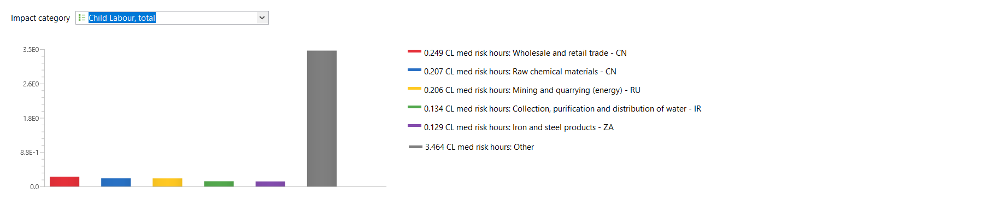 Impact category Child Labour, total
3.5E0
2.6E0
1.8E0
8.8E-1
0.0
0.249 CL med risk hours: Wholesale and retail trade - CN
0.207 CL med risk hours: Raw chemical materials - CN
0.206 CL med risk hours: Mining and quarrying (energy) - RU
0.134 CL med risk hours: Collection, purification and distribution of water - IR
0.129 CL med risk hours: Iron and steel products - ZA
3.464 CL med risk hours: Other